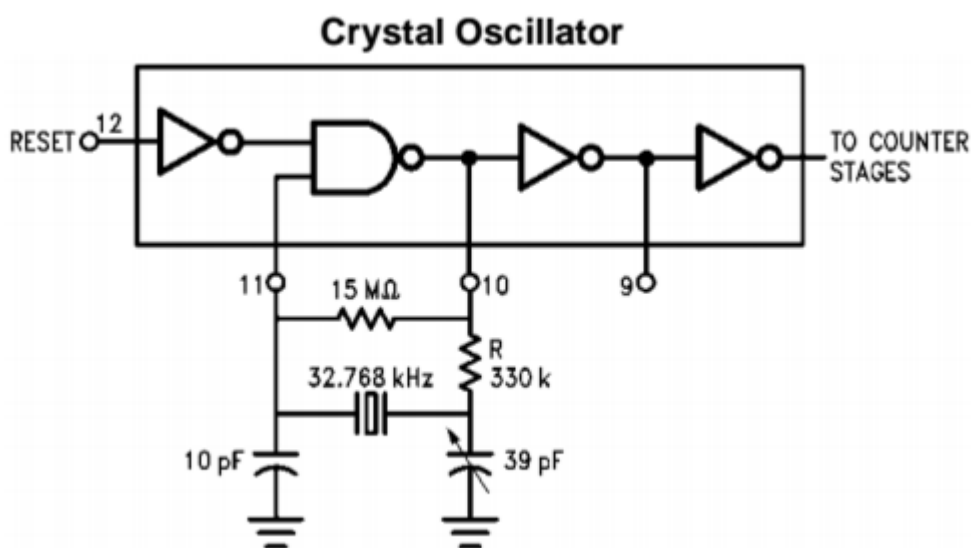 Crystal Oscillator
RESET
12
TO COUNTER
STAGES
11
10
9
15 MΩ
R
330 k
32.768 kHz
10 pF
39 pF